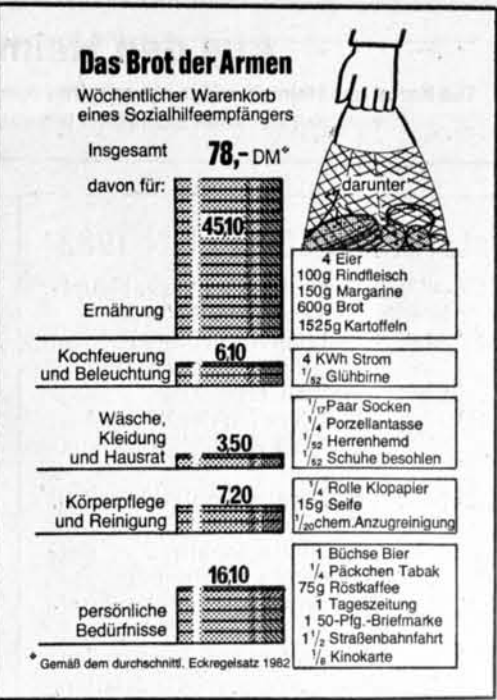 Das Brot der Armen
Wöchentlicher Warenkorb
eines Sozialhilfeempfängers
Insgesamt 78,- DM*
davon für:
darunter
45,10
Ernährung
4 Eier
100g Rindfleisch
150g Margarine
600g Brot
1525g Kartoffeln
6,10
Kochfeuerung
und Beleuchtung
4 KWh Strom
1/52 Glühbirne
3,50
Wäsche,
Kleidung
und Hausrat
1/17 Paar Socken
1/4 Porzellantasse
1/52 Herrenhemd
1/52 Schuhe besohlen
7,20
Körperpflege
und Reinigung
1/4 Rolle Klopapier
15g Seife
1/20 chem. Anzugreinigung
16,10
persönliche
Bedürfnisse
1 Büchse Bier
1/4 Päckchen Tabak
75g Röstkaffee
1 Tageszeitung
1 50-Pfg.-Briefmarke
1 1/2 Straßenbahnfahrt
1/6 Kinokarte
* Gemäß dem durchschnittl. Eckregelsatz 1982